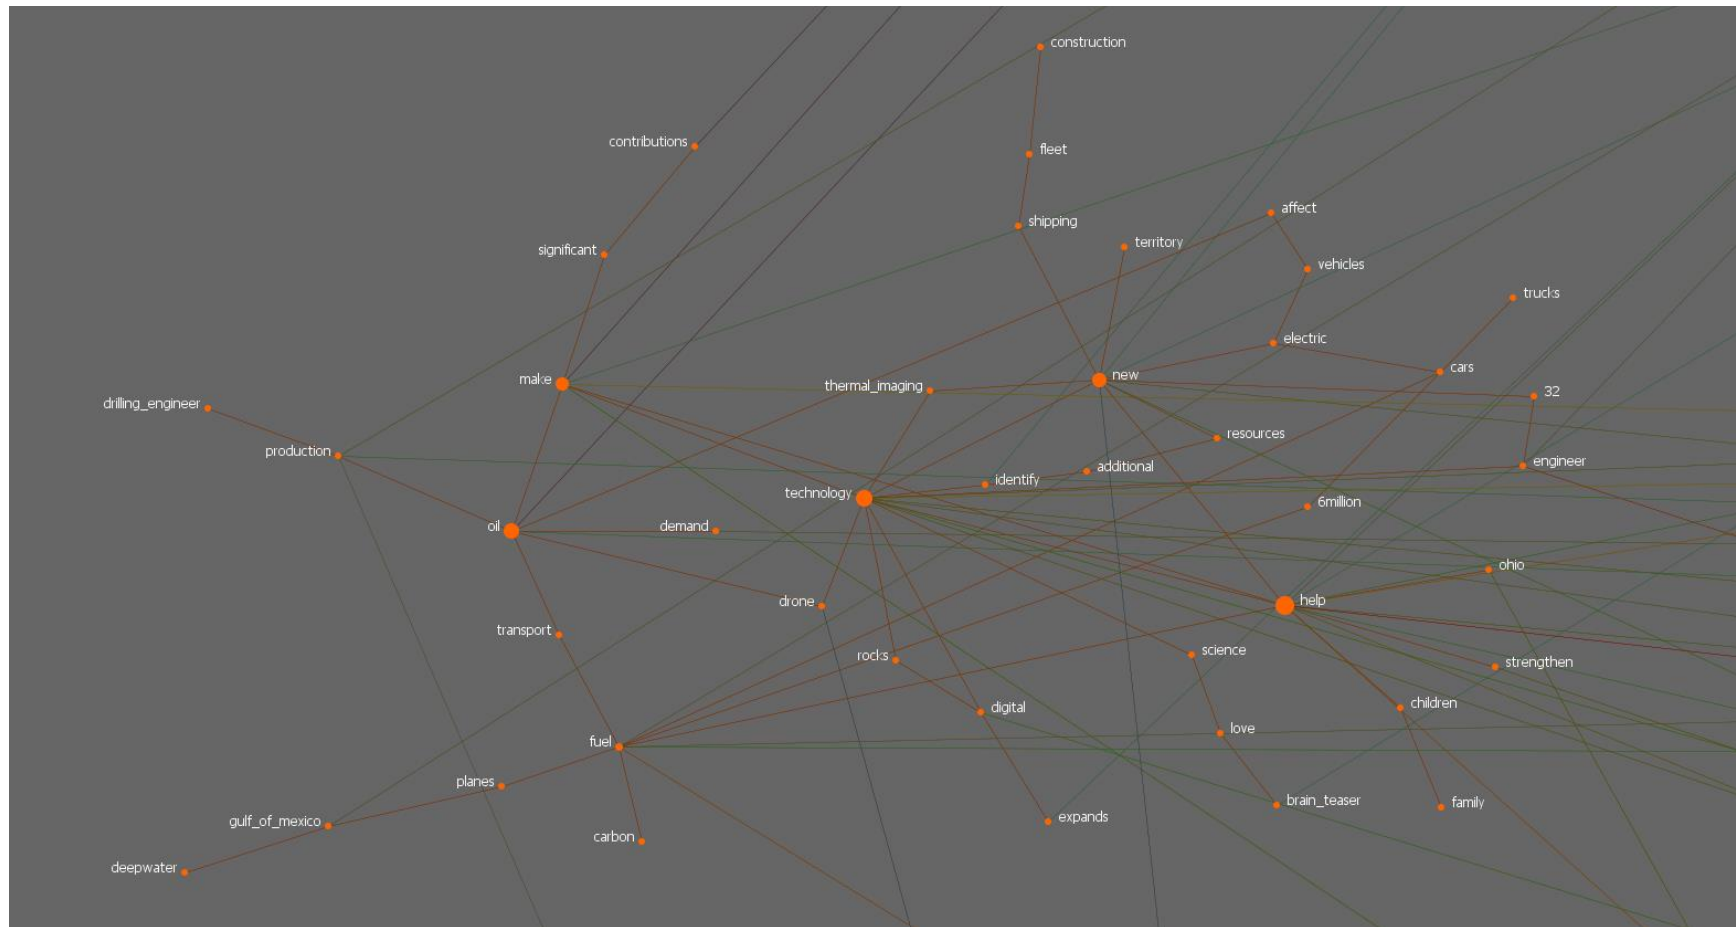 construction
contributions
fleet
affect
shipping
territory
significant
vehicles
trucks
electric
cars
new
make
thermal_imaging
32
drilling_engineer
resources
production
engineer
additional
identify
technology
6million
oil
demand
ohio
drone
help
transport
science
rocks
strengthen
children
digital
love
fuel
planes
brain_teaser
family
expands
gulf_of_mexico
carbon
deepwater